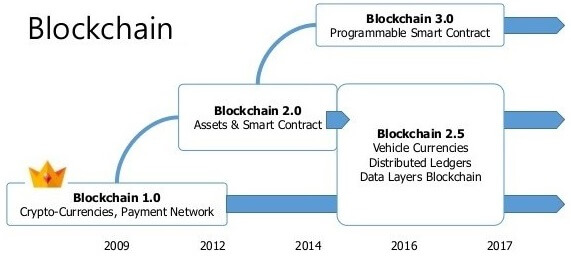 Blockchain
Blockchain 3.0
Programmable Smart Contract
Blockchain 2.0
Assets & Smart Contract
Blockchain 2.5
Vehicle Currencies
Distributed Ledgers
Data Layers Blockchain
Blockchain 1.0
Crypto-Currencies, Payment Network
2009 2012 2014 2016 2017